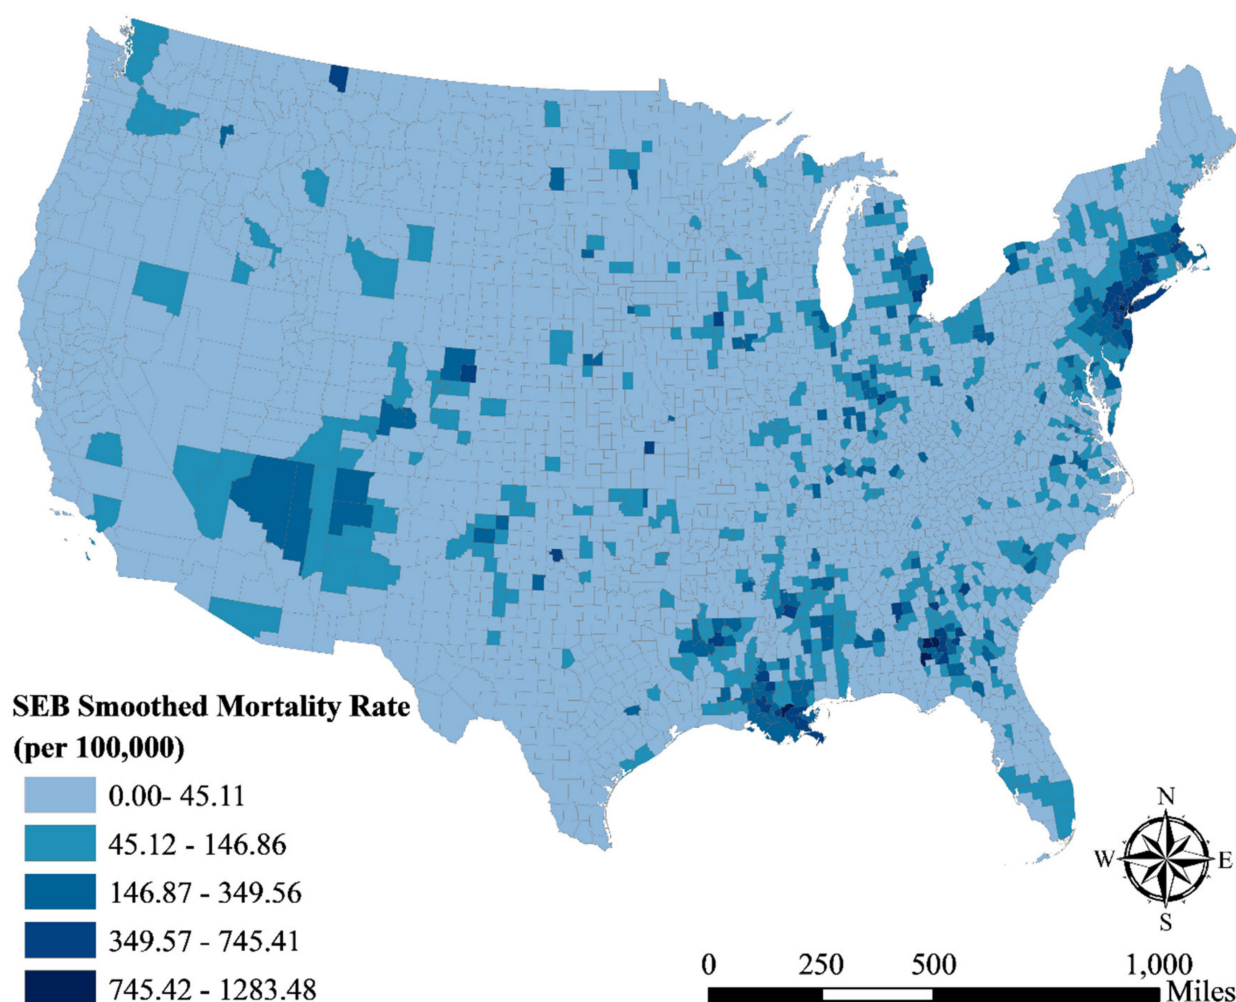 SEB Smoothed Mortality Rate
(per 100,000)
0.00- 45.11
45.12 - 146.86
146.87 - 349.56
349.57 - 745.41
745.42 - 1283.48
N
W E
S
0 250 500 1,000
Miles